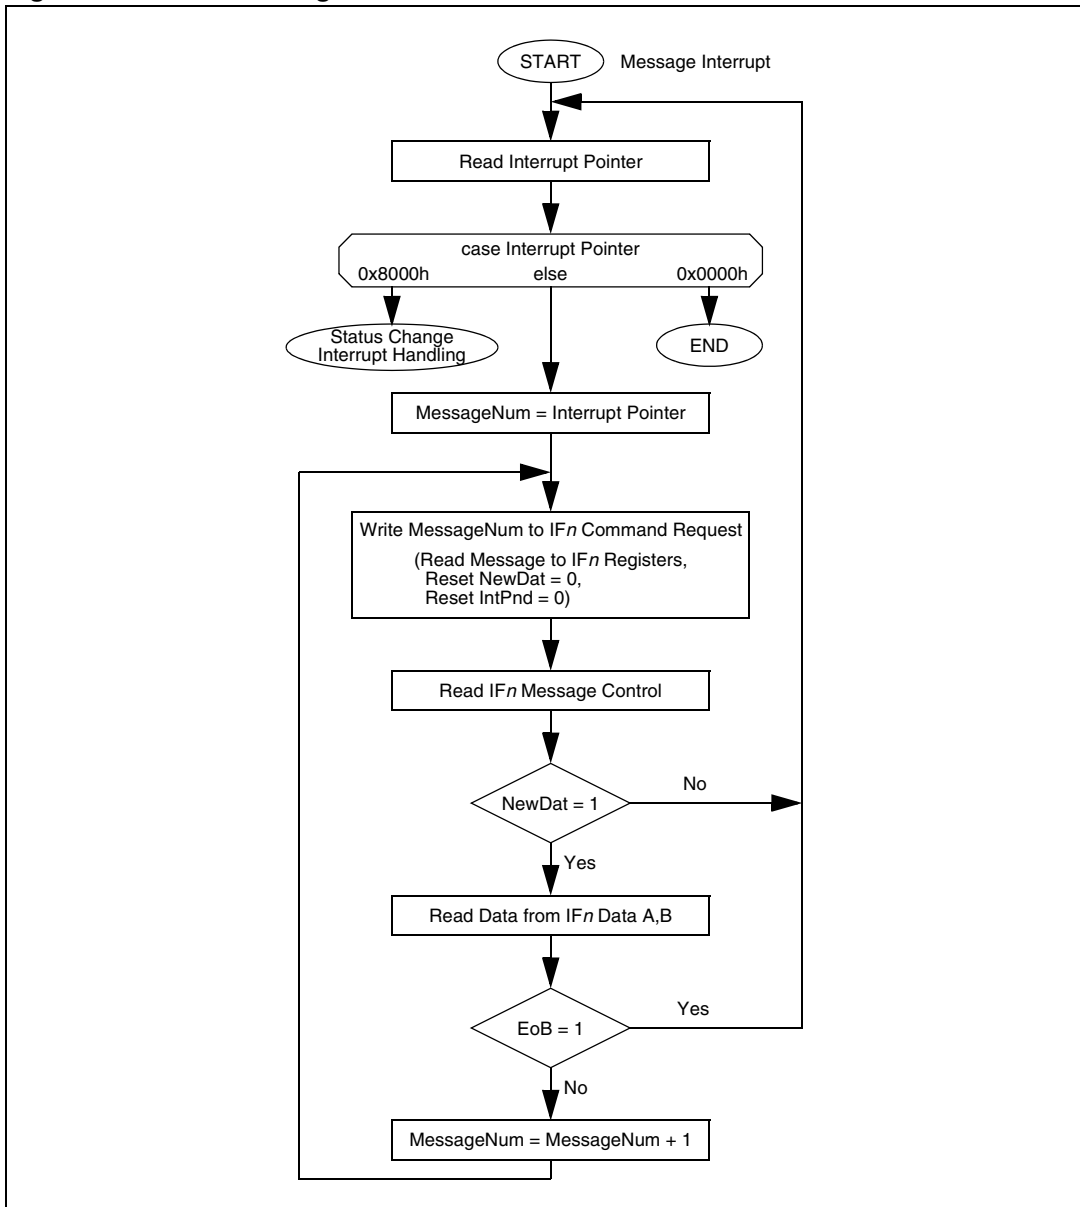 START Message Interrupt
Read Interrupt Pointer
case Interrupt Pointer
0x8000h else 0x0000h
Status Change
Interrupt Handling
END
MessageNum = Interrupt Pointer
Write MessageNum to IFn Command Request
(Read Message to IFn Registers,
Reset NewDat = 0,
Reset IntPnd = 0)
Read IFn Message Control
NewDat = 1
No
Yes
Read Data from IFn Data A,B
EoB = 1
Yes
No
MessageNum = MessageNum + 1